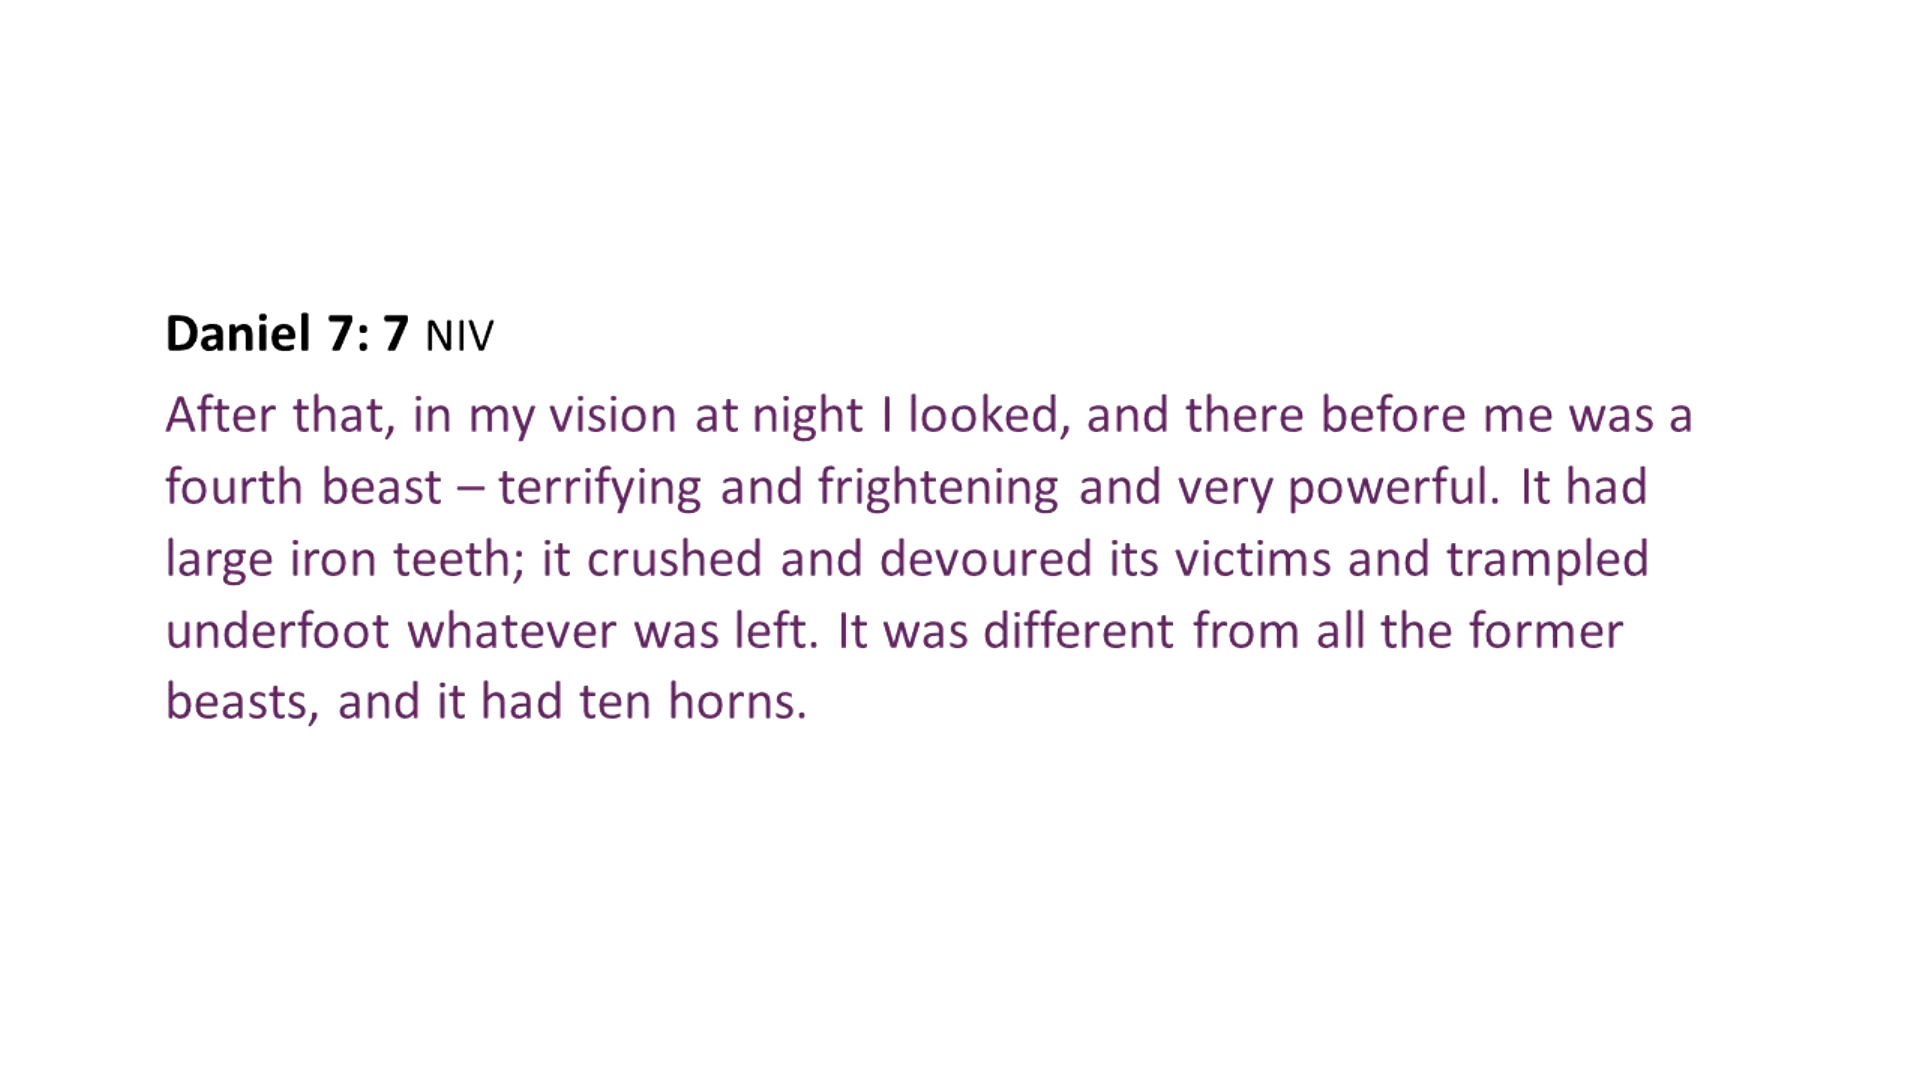 Daniel 7: 7 NIV
After that, in my vision at night I looked, and there before me was a
fourth beast – terrifying and frightening and very powerful. It had
large iron teeth; it crushed and devoured its victims and trampled
underfoot whatever was left. It was different from all the former
beasts, and it had ten horns.